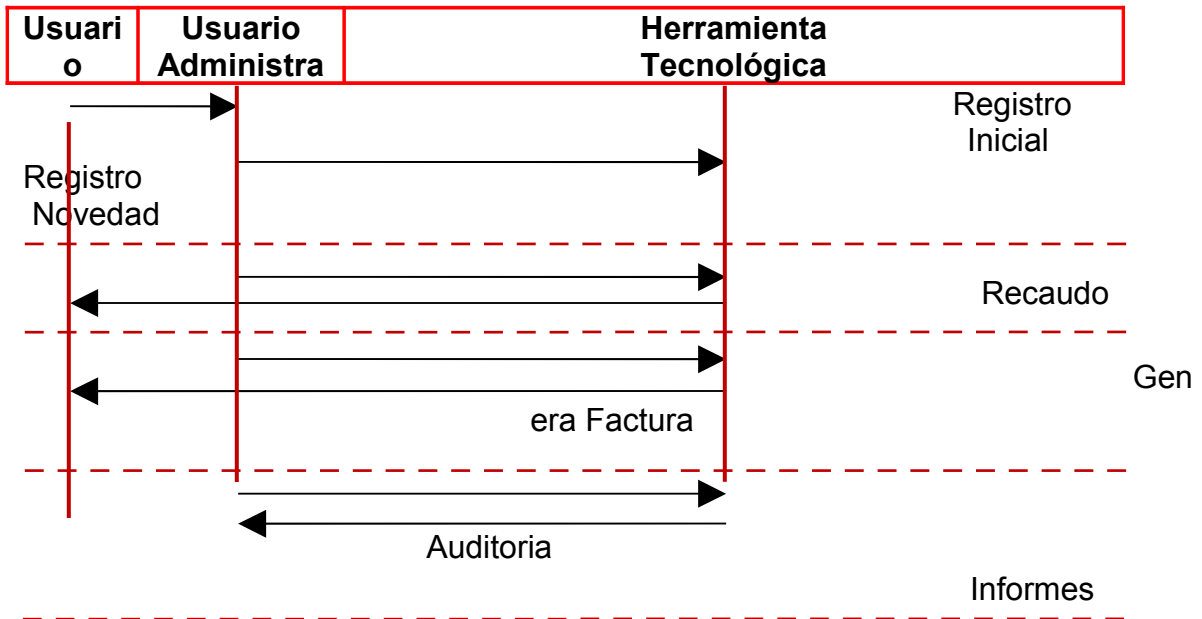 Usuari
o
Usuario
Administra
Herramienta
Tecnológica
Registro
Inicial
Registro
Novedad
Recaudo
Gen
era Factura
Auditoria
Informes